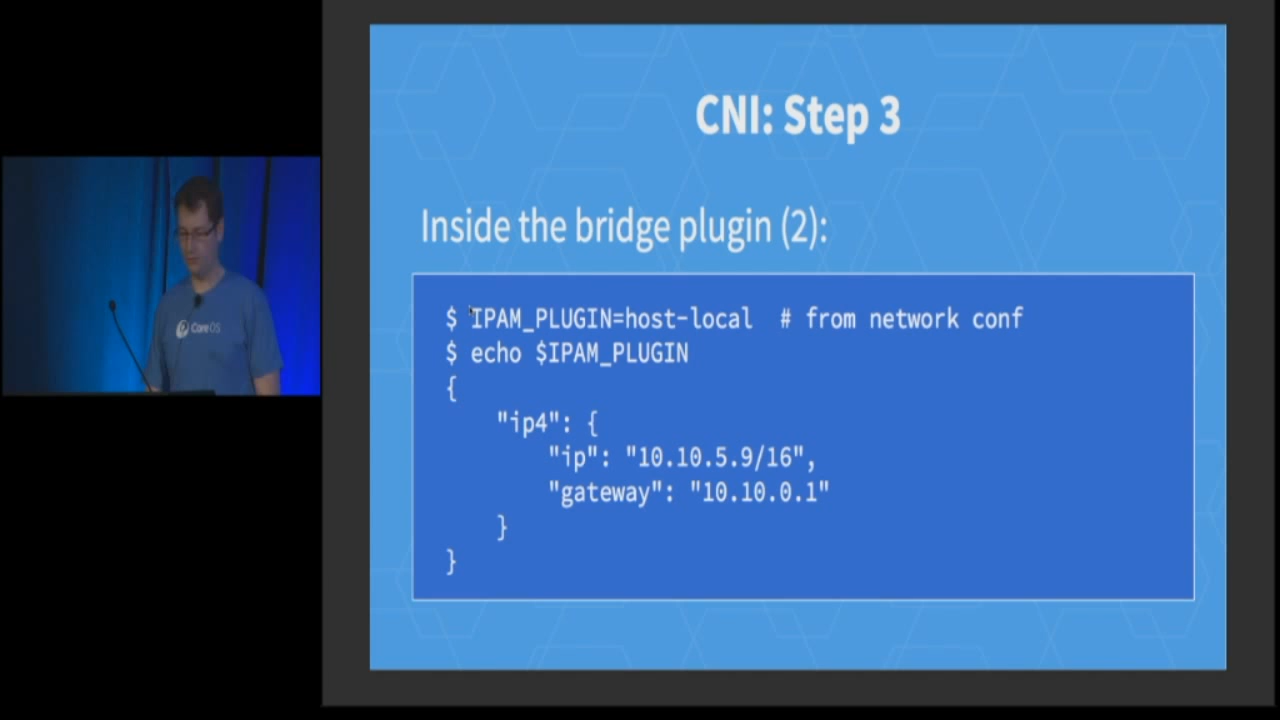 CNI: Step 3
Inside the bridge plugin (2):
$ IPAM_PLUGIN=host-local  # from network conf
$ echo $IPAM_PLUGIN
{
    "ip4": {
        "ip": "10.10.5.9/16",
        "gateway": "10.10.0.1"
    }
}
CoreOS